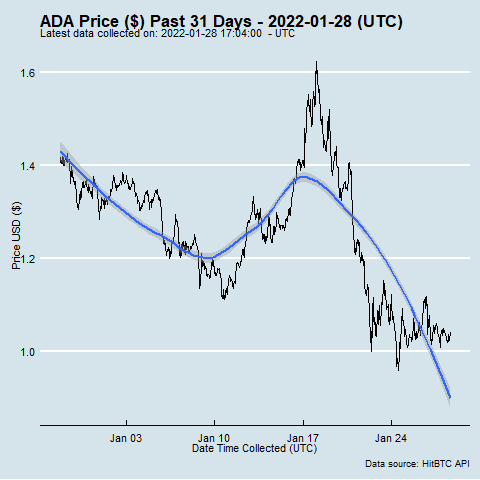 ADA Price ($) Past 31 Days - 2022-01-28 (UTC)
Latest data collected on: 2022-01-28 17:04:00  - UTC
1.6
1.4
1.2
1.0
Price USD ($)
Jan 03
Jan 10
Jan 17
Jan 24
Date Time Collected (UTC)
Data source: HitBTC API